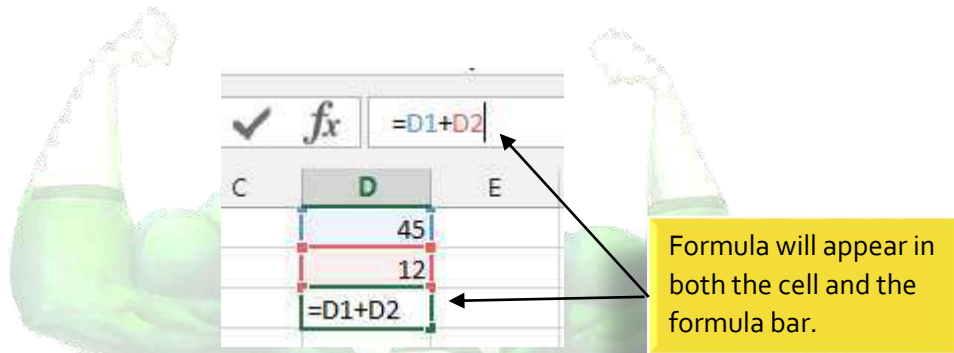 fx =D1+D2
C D E
45
12
=D1+D2
Formula will appear in
both the cell and the
formula bar.